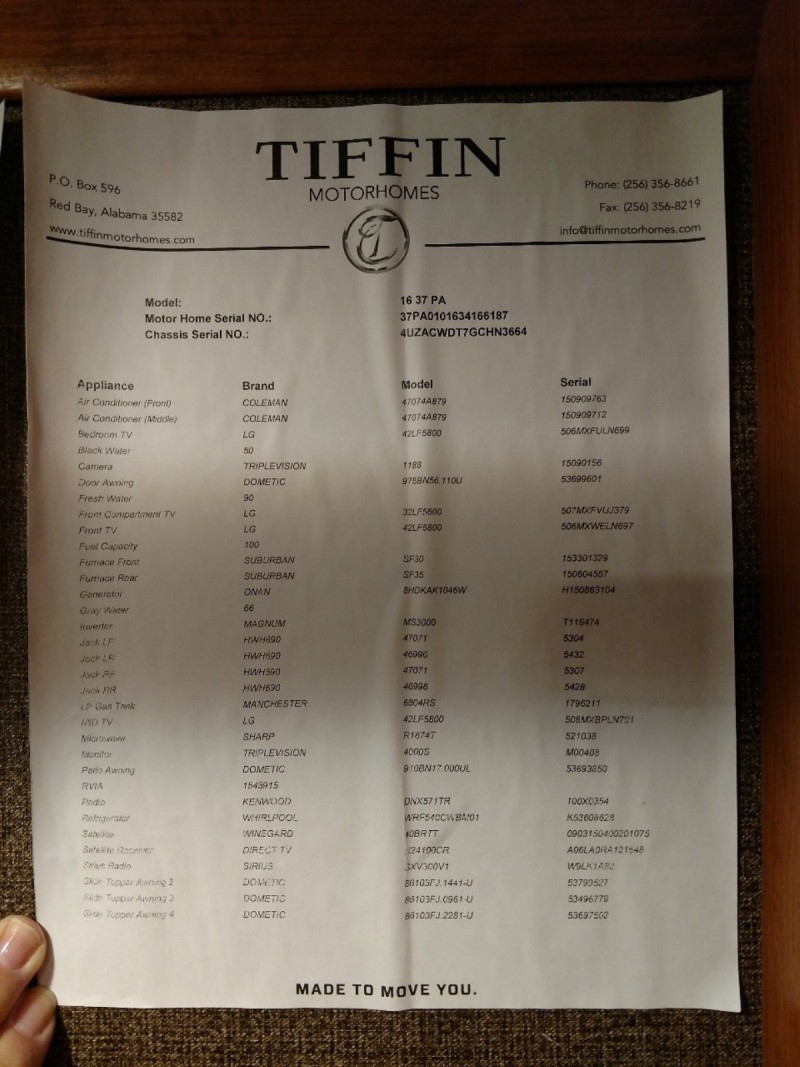 TIFFIN
MOTORHOMES
P.O. Box 596
Red Bay, Alabama 35582
www.tiffinmotorhomes.com
Phone: (256) 356-8661
Fax: (256) 356-8219
info@tiffinmotorhomes.com
Model: 16 37 PA
Motor Home Serial NO.: 37PA0101634166187
Chassis Serial NO.: 4UZACWDT7GCHN3664
Appliance Brand Model Serial
Air Conditioner (Front) COLEMAN 47074A879 150909763
Air Conditioner (Middle) COLEMAN 47074A879 150909712
Bedroom TV LG 42LF5800 506MXFULN699
Black Water 50
Camera TRIPLEVISION 1188 15090156
Door Awning DOMETIC 975BN56.110U 53699601
Fresh Water 90
Front Compartment TV LG 32LF5600 507MXFVUJ379
Front TV LG 42LF5800 506MXWELN697
Fuel Capacity 100
Furnace Front SUBURBAN SF30 153301329
Furnace Rear SUBURBAN SF35 150604557
Generator ONAN 8HDKAK1046W H150863104
Gray Water 66
Inverter MAGNUM MS3000 T116474
Jack LF HWH690 47071 5304
Jack LR HWH690 46996 5432
Jack RF HWH690 47071 5307
Jack RR HWH690 46996 5428
LP Gas Tank MANCHESTER 6804RS 1796211
MID TV LG 42LF5800 506MXBPLN701
Microwave SHARP R1874T 521038
Monitor TRIPLEVISION 4000S M00408
Patio Awning DOMETIC 910BN17.000UL 53693850
RVIA 1543915
Radio KENWOOD DNX571TR 100X0354
Refrigerator WHIRLPOOL WRF540CWBM01 K53608628
Satellite WINEGARD 0903150400201075
Satellite Receiver DIRECT TV A06LA0RA121548
Sirius Radio SIRIUS SXV300V1
Slide Topper Awning 2 DOMETIC 86103FJ.1441-U 53799527
Slide Topper Awning 3 DOMETIC 86103FJ.0961-U 53496779
Slide Topper Awning 4 DOMETIC 86103FJ.2281-U 53697502
MADE TO MOVE YOU.